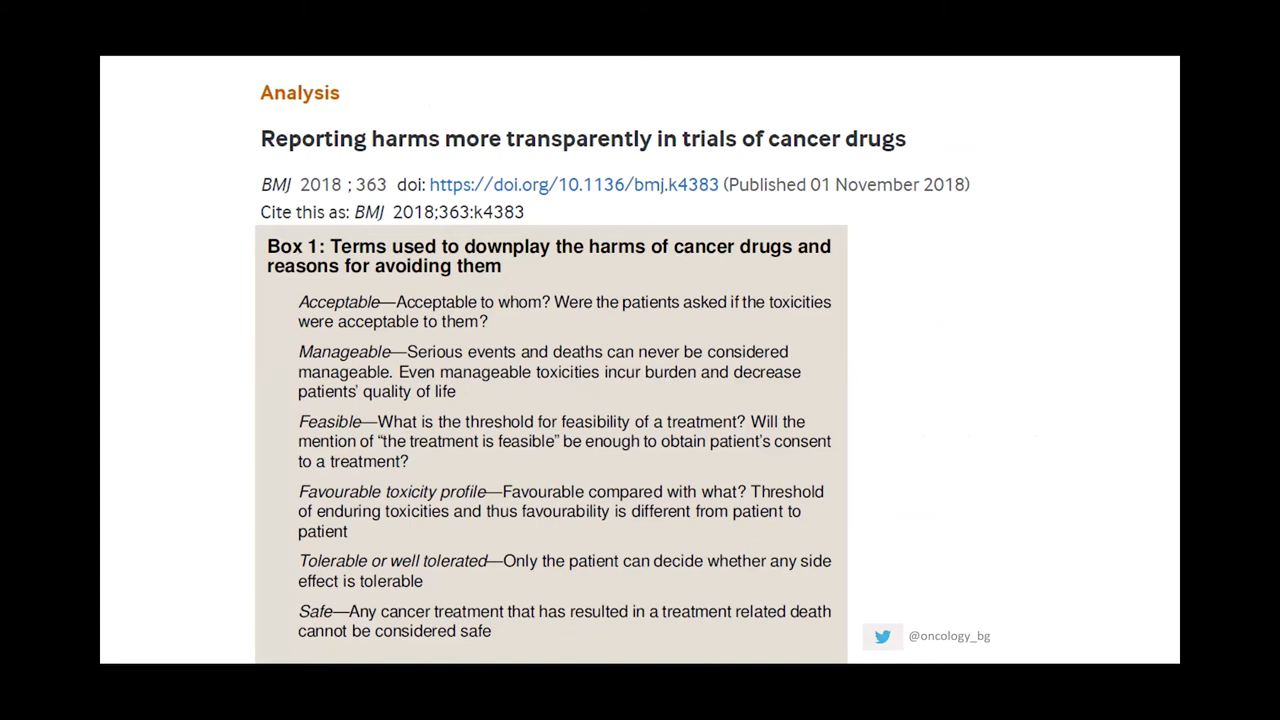 Analysis
Reporting harms more transparently in trials of cancer drugs
BMJ 2018 ; 363 doi: https://doi.org/10.1136/bmj.k4383 (Published 01 November 2018)
Cite this as: BMJ 2018;363:k4383
Box 1: Terms used to downplay the harms of cancer drugs and
reasons for avoiding them
Acceptable—Acceptable to whom? Were the patients asked if the toxicities
were acceptable to them?
Manageable—Serious events and deaths can never be considered
manageable. Even manageable toxicities incur burden and decrease
patients’ quality of life
Feasible—What is the threshold for feasibility of a treatment? Will the
mention of “the treatment is feasible” be enough to obtain patient’s consent
to a treatment?
Favourable toxicity profile—Favourable compared with what? Threshold
of enduring toxicities and thus favourability is different from patient to
patient
Tolerable or well tolerated—Only the patient can decide whether any side
effect is tolerable
Safe—Any cancer treatment that has resulted in a treatment related death
cannot be considered safe
@oncology_bg